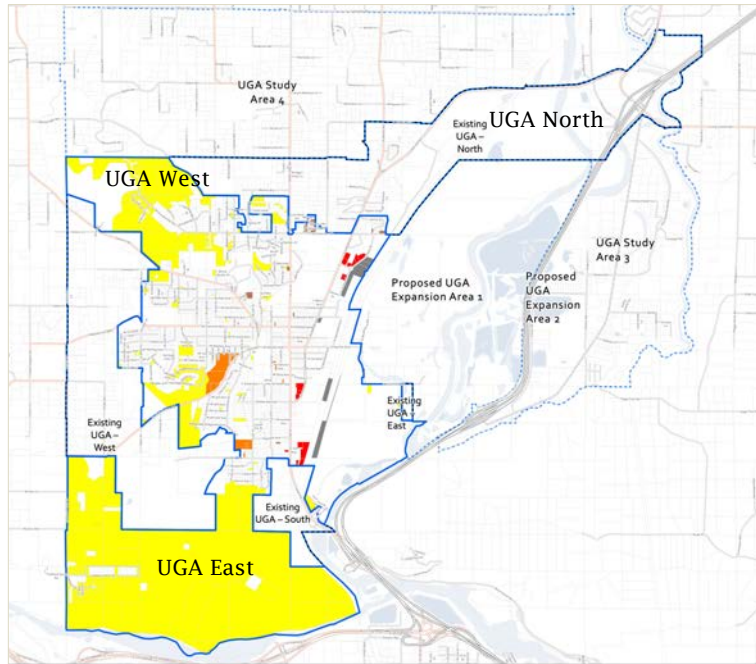 UGA Study
Area 4
UGA North
Existing
UGA –
North
UGA West
UGA Study
Area 3
Proposed UGA
Expansion Area 1
Proposed
UGA
Expansion
Area 2
Existing
UGA –
East
Existing
UGA –
West
Existing
UGA – South
UGA East